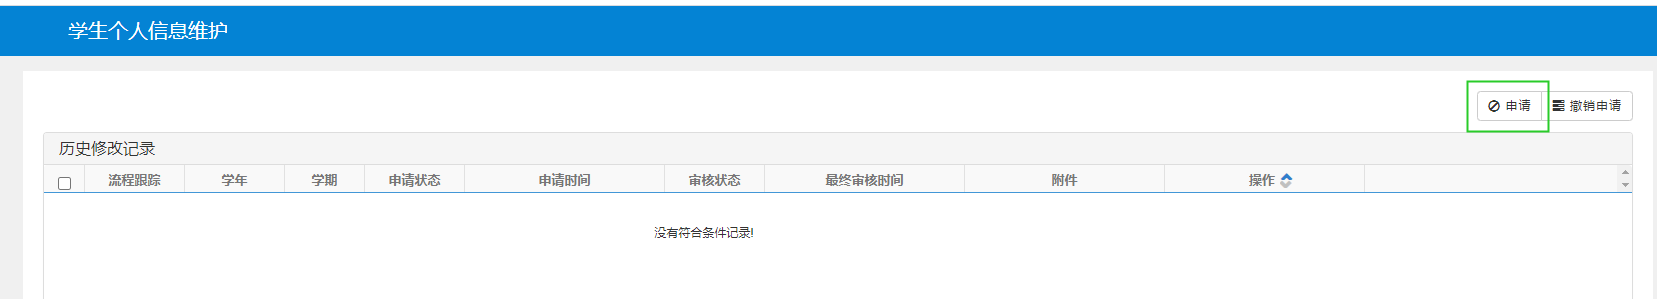 学生个人信息维护
申请 撤销申请
历史修改记录
流程跟踪 学年 学期 申请状态 申请时间 审核状态 最终审核时间 附件 操作
没有符合条件记录!